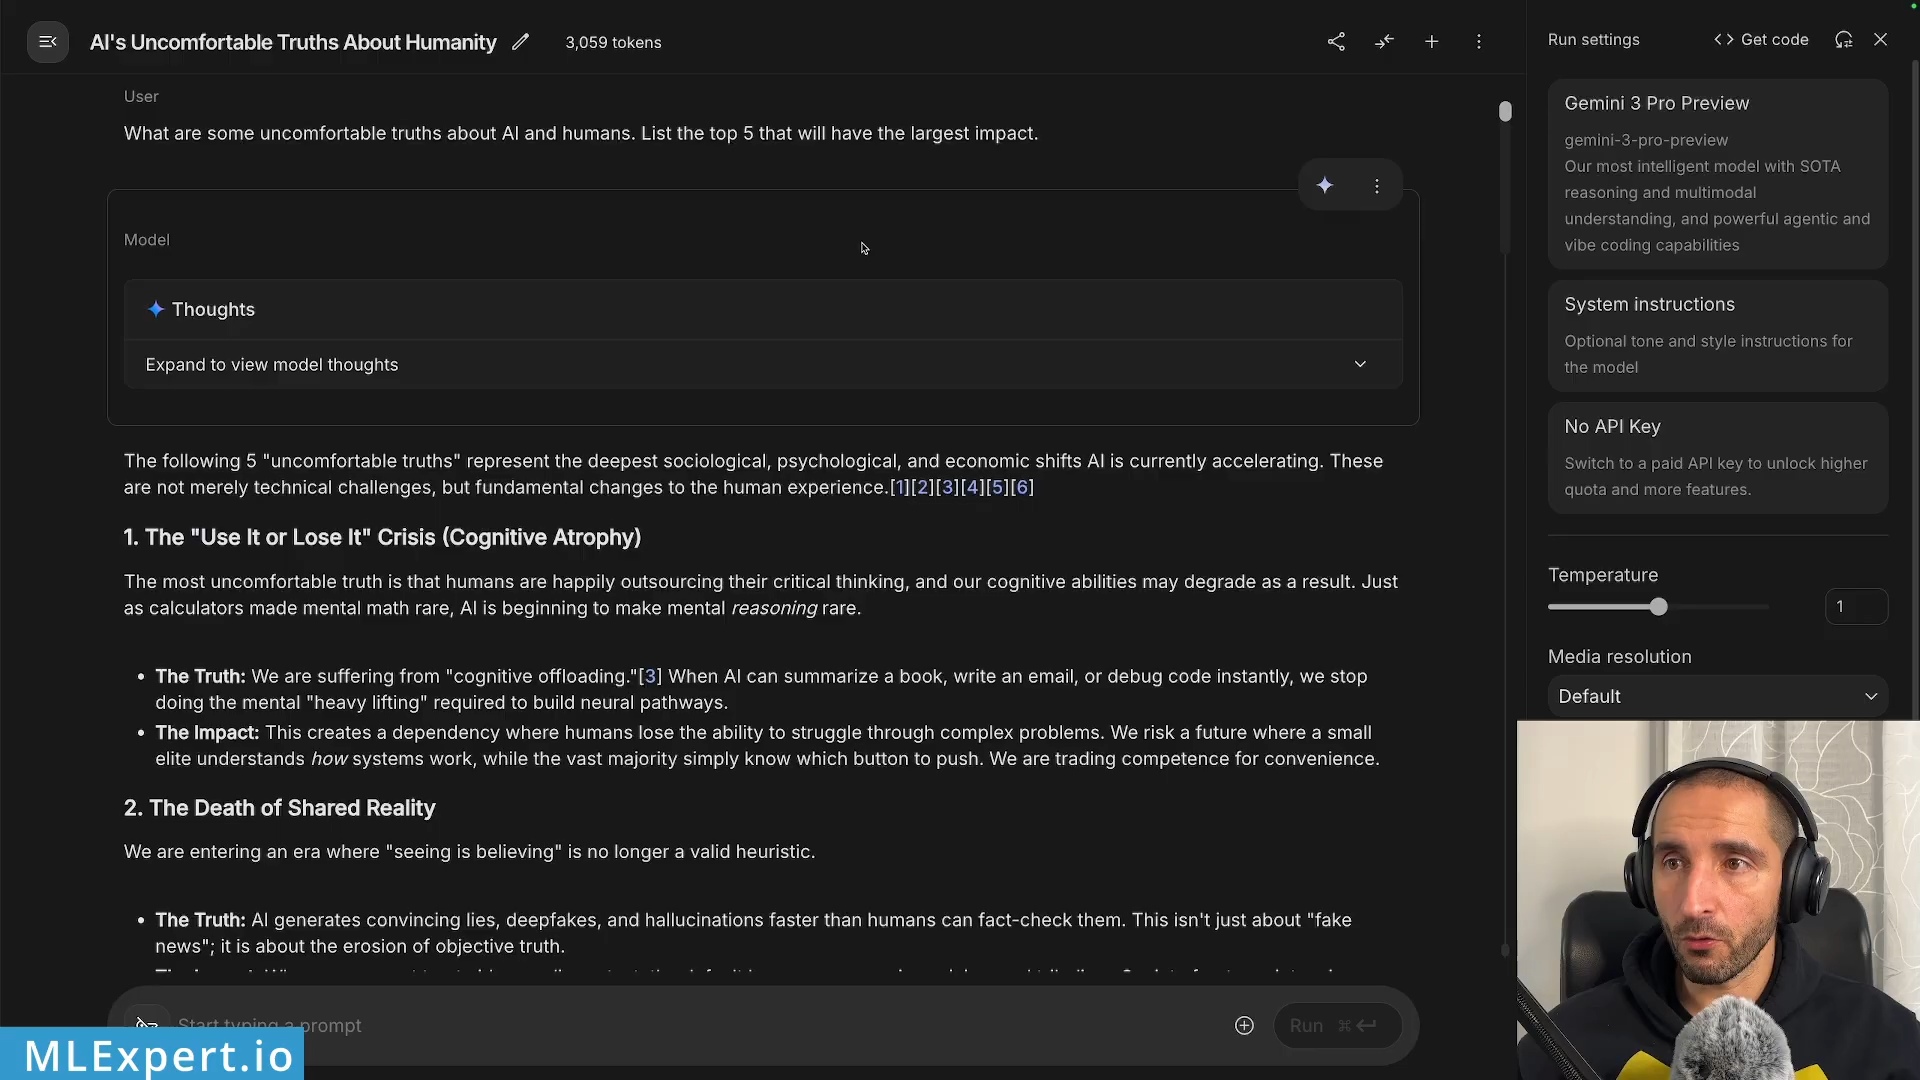 AI's Uncomfortable Truths About Humanity
3,059 tokens
User
What are some uncomfortable truths about AI and humans. List the top 5 that will have the largest impact.
Model
Thoughts
Expand to view model thoughts
The following 5 "uncomfortable truths" represent the deepest sociological, psychological, and economic shifts AI is currently accelerating. These
are not merely technical challenges, but fundamental changes to the human experience.[1][2][3][4][5][6]
1. The "Use It or Lose It" Crisis (Cognitive Atrophy)
The most uncomfortable truth is that humans are happily outsourcing their critical thinking, and our cognitive abilities may degrade as a result. Just
as calculators made mental math rare, AI is beginning to make mental reasoning rare.
• The Truth: We are suffering from "cognitive offloading."[3] When AI can summarize a book, write an email, or debug code instantly, we stop
doing the mental "heavy lifting" required to build neural pathways.
• The Impact: This creates a dependency where humans lose the ability to struggle through complex problems. We risk a future where a small
elite understands how systems work, while the vast majority simply know which button to push. We are trading competence for convenience.
2. The Death of Shared Reality
We are entering an era where "seeing is believing" is no longer a valid heuristic.
• The Truth: AI generates convincing lies, deepfakes, and hallucinations faster than humans can fact-check them. This isn't just about "fake
news"; it is about the erosion of objective truth.
Start typing a prompt
Run ⌘↵
Run settings
<> Get code
Gemini 3 Pro Preview
gemini-3-pro-preview
Our most intelligent model with SOTA
reasoning and multimodal
understanding, and powerful agentic and
vibe coding capabilities
System instructions
Optional tone and style instructions for
the model
No API Key
Switch to a paid API key to unlock higher
quota and more features.
Temperature
1
Media resolution
Default
MLExpert.io